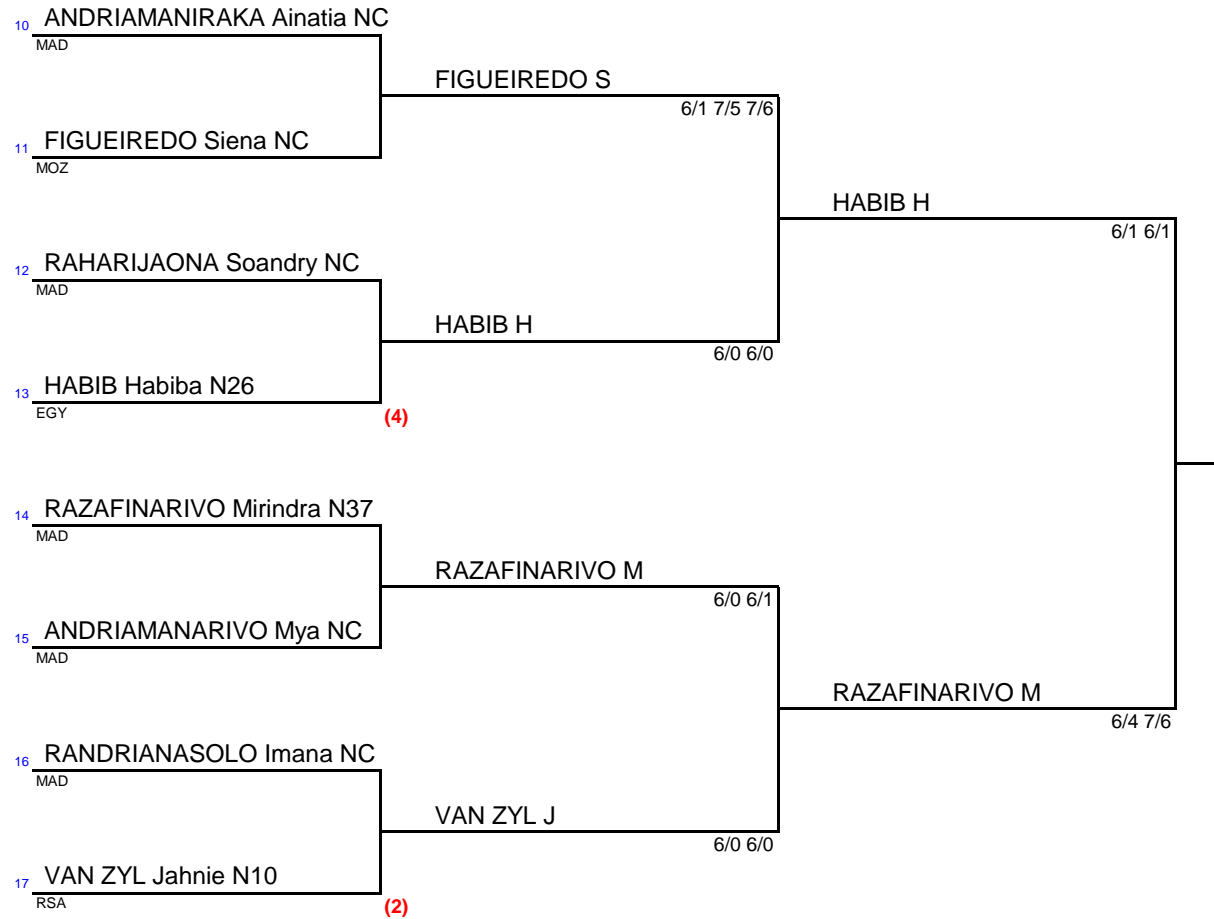 10 ANDRIAMANIRAKA Ainatia NC
MAD
FIGUEIREDO S
6/1 7/5 7/6
11 FIGUEIREDO Siena NC
MOZ
HABIB H
6/1 6/1
12 RAHARIJAONA Soandry NC
MAD
HABIB H
6/0 6/0
13 HABIB Habiba N26
EGY
(4)
14 RAZAFINARIVO Mirindra N37
MAD
RAZAFINARIVO M
6/0 6/1
15 ANDRIAMANARIVO Mya NC
MAD
RAZAFINARIVO M
6/4 7/6
16 RANDRIANASOLO Imana NC
MAD
VAN ZYL J
6/0 6/0
17 VAN ZYL Jahnie N10
RSA
(2)